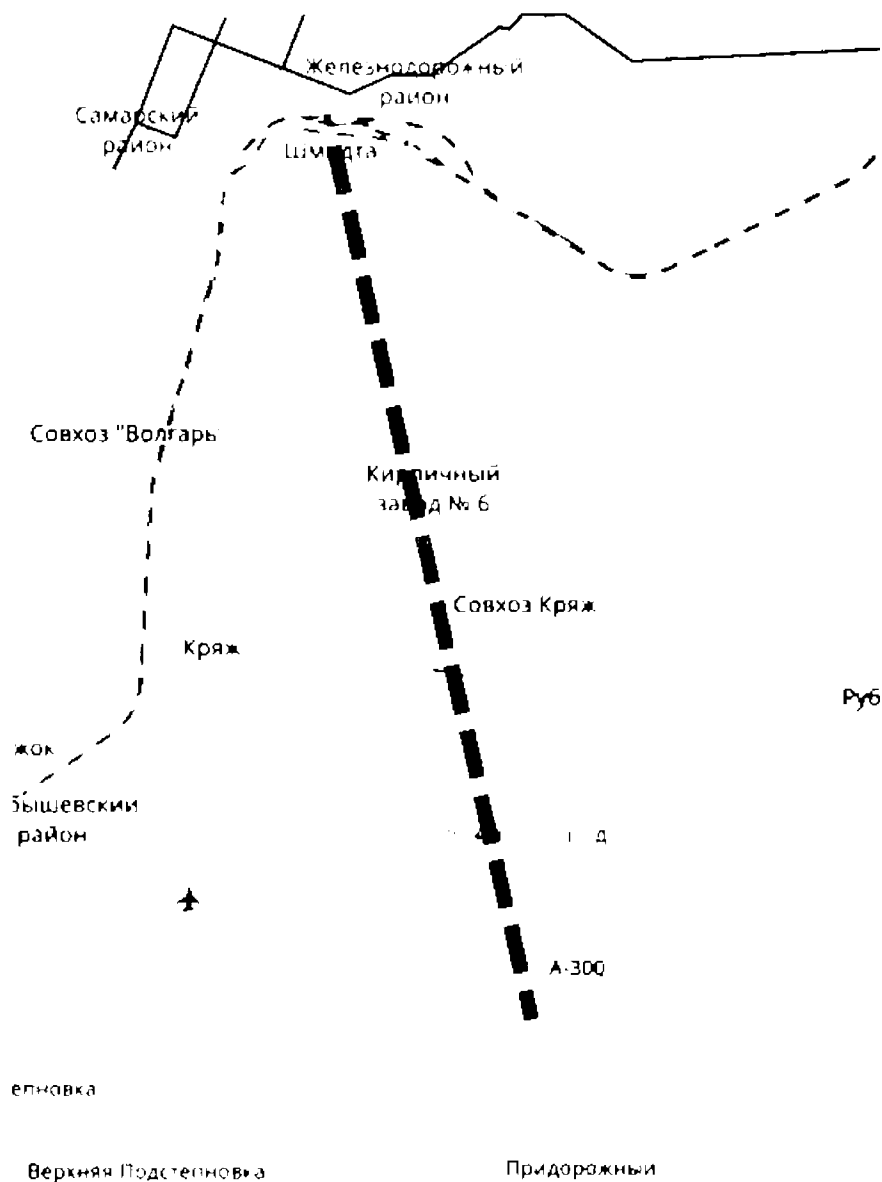 Железнодорожный
район
Самарский
район
Шмидта
Совхоз "Волгарь
Кирпичный
завод № 6
Совхоз Кряж
Кряж
Руб
жок
бышевский
район
А-300
епновка
Верхняя Подстепновка
Придорожный